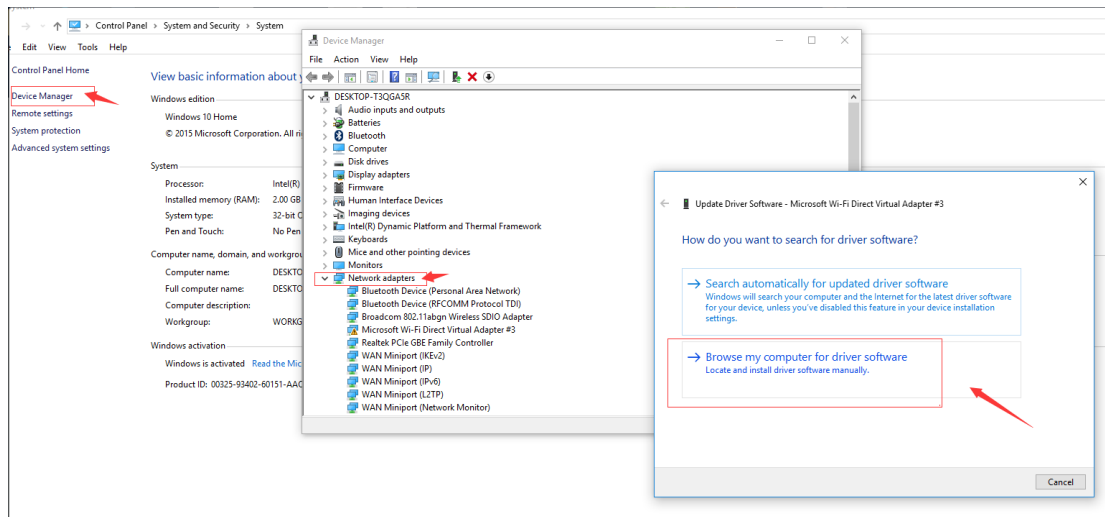 Control Panel > System and Security > System
Edit View Tools Help
Control Panel Home
Device Manager
Remote settings
System protection
Advanced system settings
View basic information about
Windows edition
Windows 10 Home
© 2015 Microsoft Corporation. All
System
Processor: Intel(R)
Installed memory (RAM): 2.00 GB
System type: 32-bit
Pen and Touch: No Pen
Computer name, domain, and workgrou
Computer name: DESKTO
Full computer name: DESKTO
Computer description:
Workgroup: WORKG
Windows activation
Windows is activated Read the Mic
Product ID: 00325-93402-60151-AAO
Device Manager
File Action View Help
DESKTOP-T3QGA5R
Audio inputs and outputs
Batteries
Bluetooth
Computer
Disk drives
Display adapters
Firmware
Human Interface Devices
Imaging devices
Intel(R) Dynamic Platform and Thermal Framework
Keyboards
Mice and other pointing devices
Monitors
Network adapters
Bluetooth Device (Personal Area Network)
Bluetooth Device (RFCOMM Protocol TDI)
Broadcom 802.11abgn Wireless SDIO Adapter
Microsoft Wi-Fi Direct Virtual Adapter #3
Realtek PCIe GBE Family Controller
WAN Miniport (IKEv2)
WAN Miniport (IP)
WAN Miniport (IPv6)
WAN Miniport (L2TP)
WAN Miniport (Network Monitor)
Update Driver Software - Microsoft Wi-Fi Direct Virtual Adapter #3
How do you want to search for driver software?
Search automatically for updated driver software
Windows will search your computer and the Internet for the latest driver software
for your device, unless you've disabled this feature in your device installation
settings.
Browse my computer for driver software
Locate and install driver software manually.
Cancel